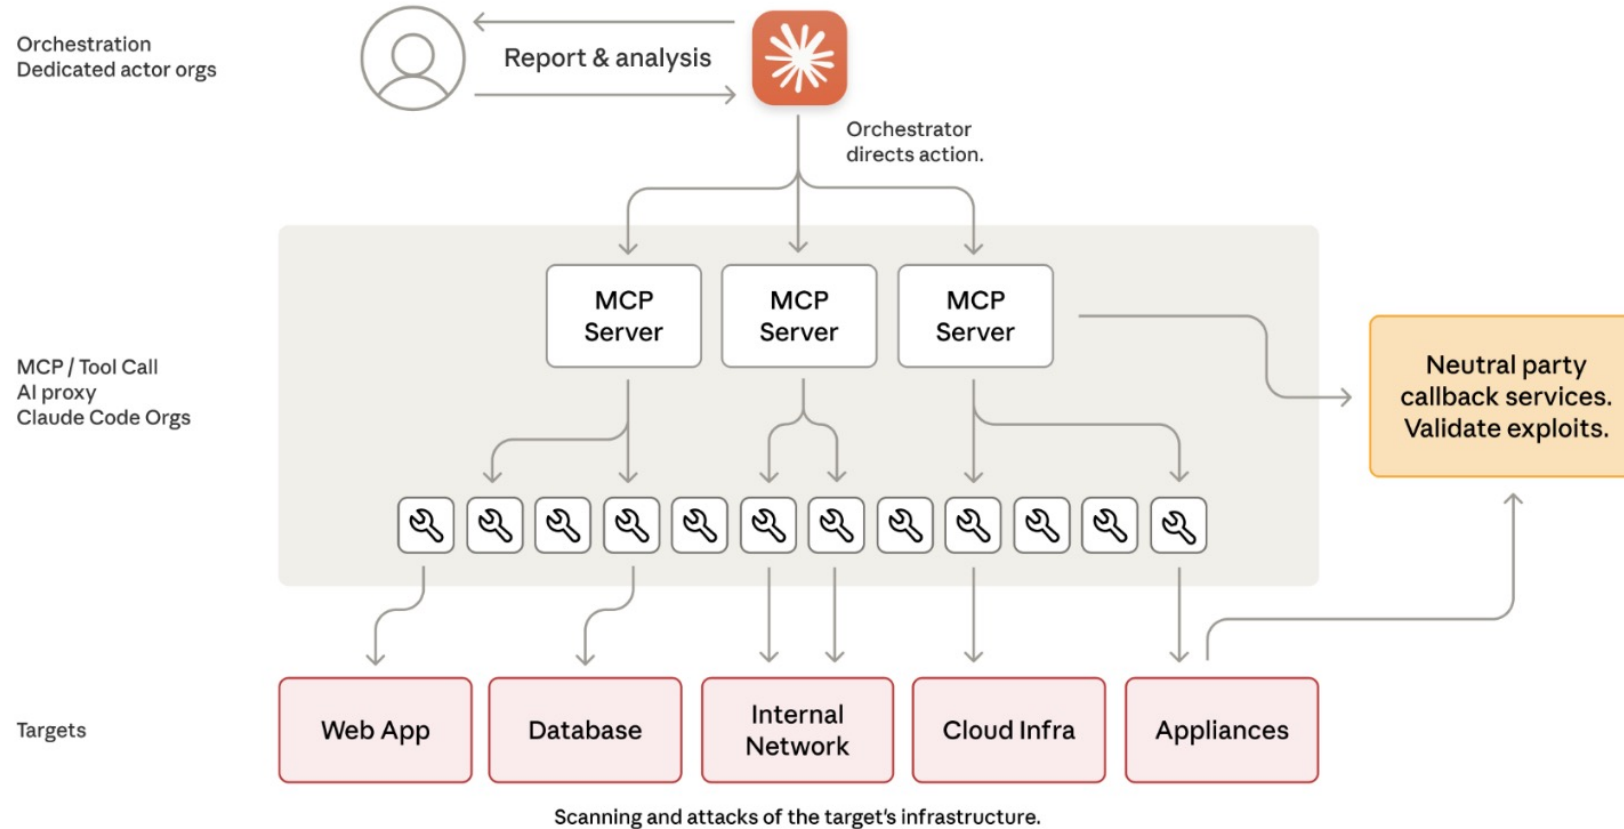 Orchestration
Dedicated actor orgs
Report & analysis
Orchestrator
directs action.
MCP / Tool Call
AI proxy
Claude Code Orgs
MCP
Server
MCP
Server
MCP
Server
Neutral party
callback services.
Validate exploits.
Targets
Web App
Database
Internal
Network
Cloud Infra
Appliances
Scanning and attacks of the target's infrastructure.